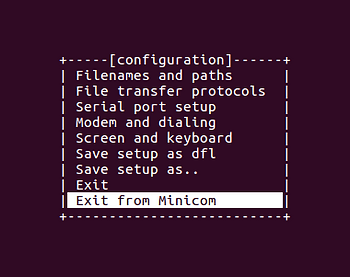 +-----[configuration]------+
| Filenames and paths      |
| File transfer protocols  |
| Serial port setup        |
| Modem and dialing        |
| Screen and keyboard      |
| Save setup as dfl        |
| Save setup as..          |
| Exit                     |
| Exit from Minicom        |
+--------------------------+